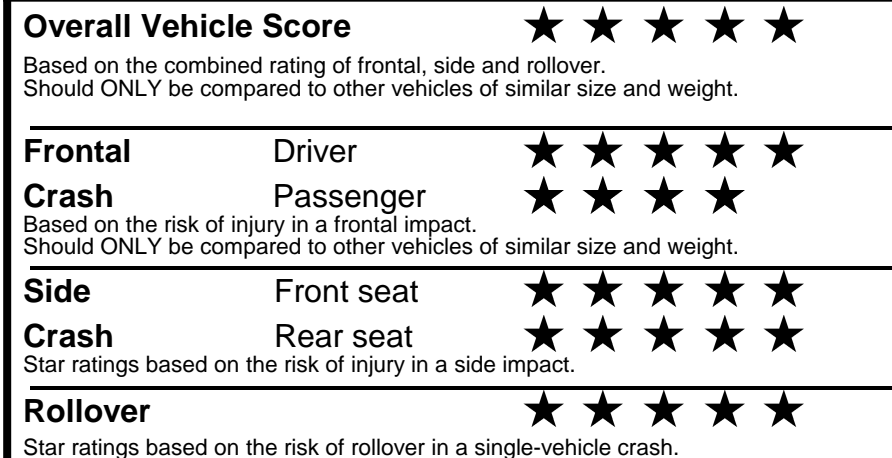 Overall Vehicle Score ★ ★ ★ ★ ★
Based on the combined rating of frontal, side and rollover.
Should ONLY be compared to other vehicles of similar size and weight.
Frontal Driver ★ ★ ★ ★ ★
Crash Passenger ★ ★ ★ ★
Based on the risk of injury in a frontal impact.
Should ONLY be compared to other vehicles of similar size and weight.
Side Front seat ★ ★ ★ ★ ★
Crash Rear seat ★ ★ ★ ★ ★
Star ratings based on the risk of injury in a side impact.
Rollover ★ ★ ★ ★ ★
Star ratings based on the risk of rollover in a single-vehicle crash.